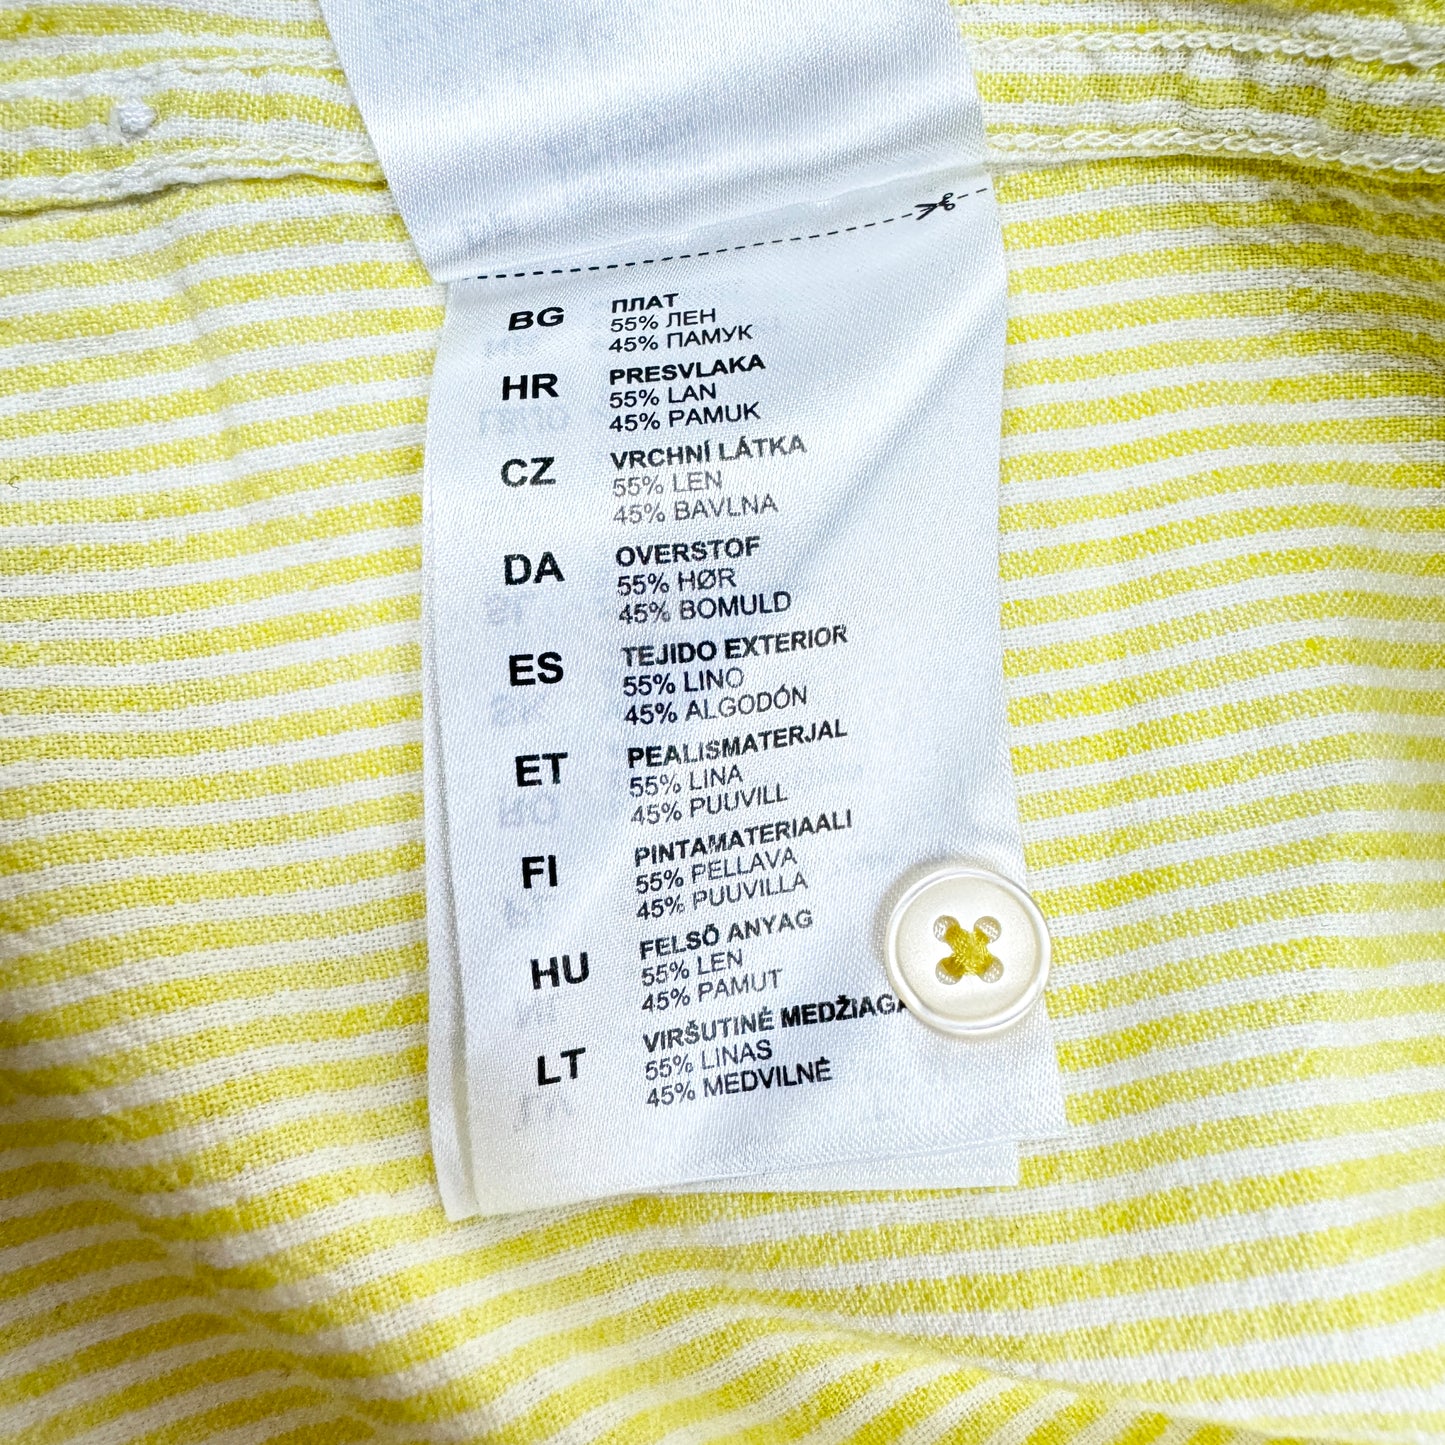 BG ПЛАТ
55% ЛЕН
45% ПАМУК
HR PRESVLAKA
55% LAN
45% PAMUK
CZ VRCHNÍ LÁTKA
55% LEN
45% BAVLNA
DA OVERSTOF
55% HØR
45% BOMULD
ES TEJIDO EXTERIOR
55% LINO
45% ALGODÓN
ET PEALISMATERJAL
55% LINA
45% PUUVILL
FI PINTAMATERIAALI
55% PELLAVA
45% PUUVILLA
HU FELSŐ ANYAG
55% LEN
45% PAMUT
LT VIRŠUTINĖ MEDŽIAGA
55% LINAS
45% MEDVILNĖ